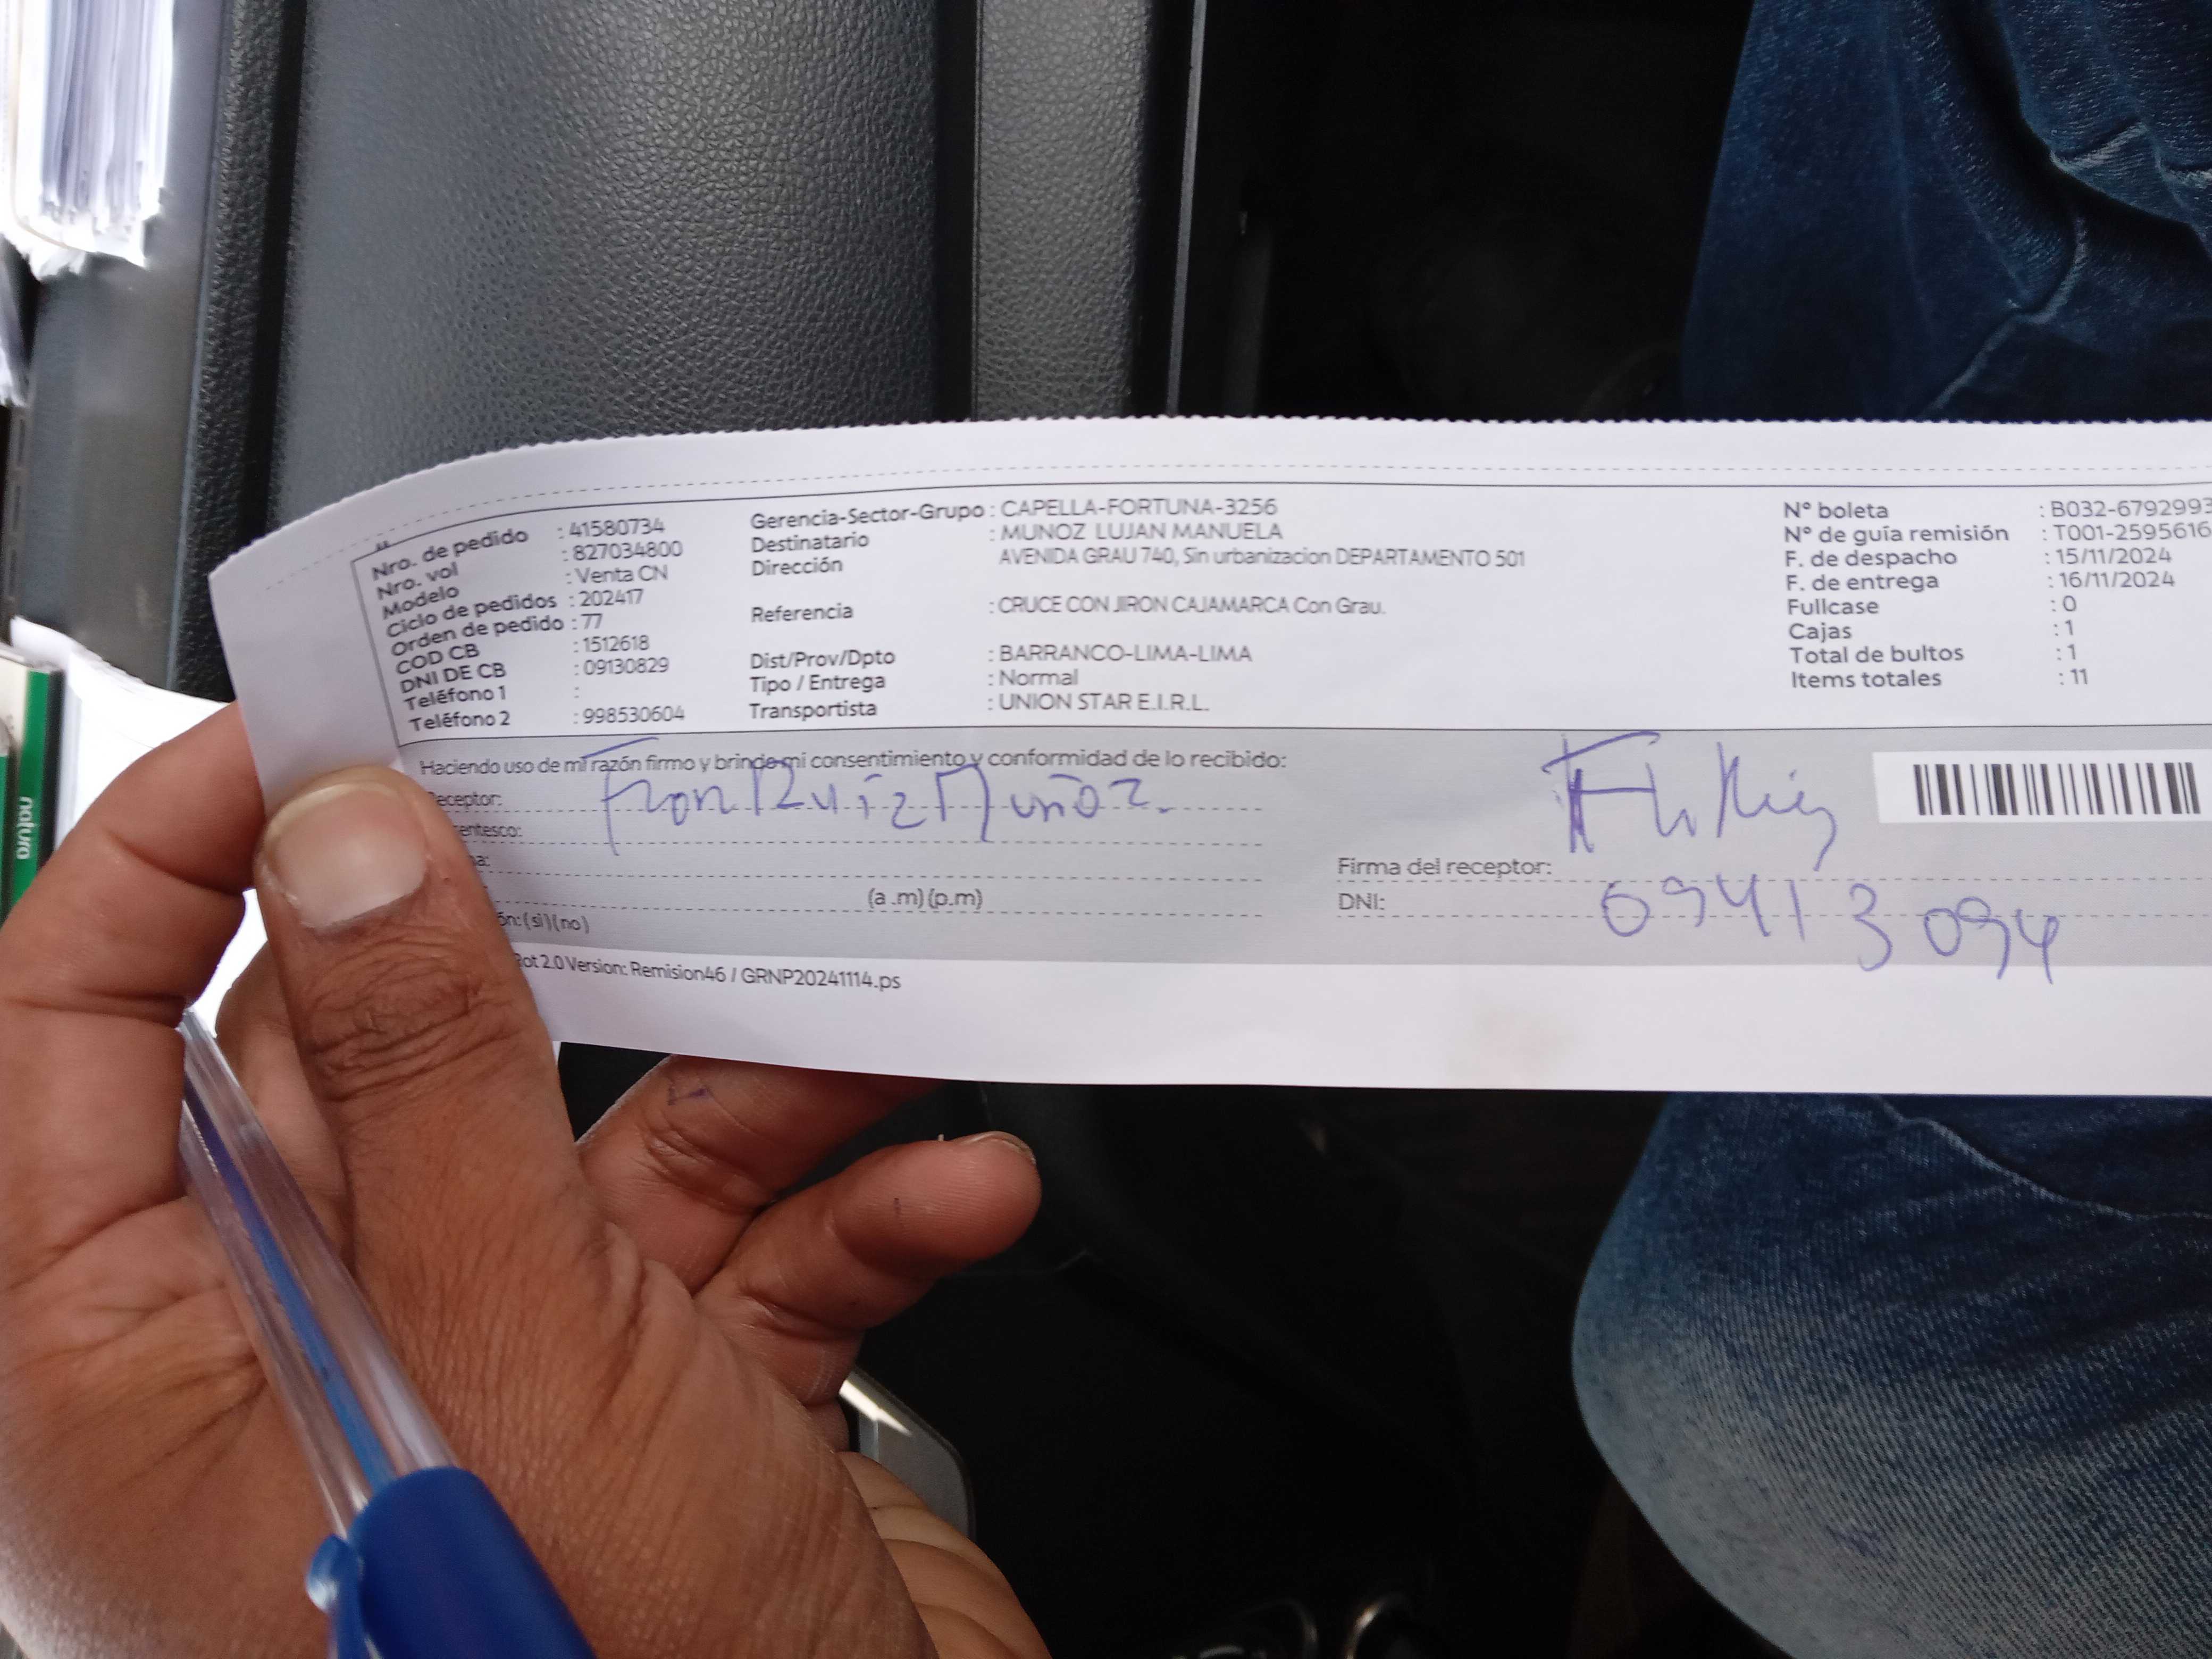 Nro. de pedido : 41580734
Nro. vol : 827034800
Modelo : Venta CN
Ciclo de pedidos : 202417
Orden de pedido : 77
COD CB : 1512618
DNI DE CB : 09130829
Teléfono 1 :
Teléfono 2 : 998530604
Gerencia-Sector-Grupo : CAPELLA-FORTUNA-3256
Destinatario : MUNOZ LUJAN MANUELA
Dirección AVENIDA GRAU 740, Sin urbanizacion DEPARTAMENTO 501
Referencia : CRUCE CON JIRON CAJAMARCA Con Grau.
Dist/Prov/Dpto : BARRANCO-LIMA-LIMA
Tipo / Entrega : Normal
Transportista : UNION STAR E.I.R.L.
Nº boleta : B032-6792993
Nº de guía remisión : T001-2595616
F. de despacho : 15/11/2024
F. de entrega : 16/11/2024
Fullcase : 0
Cajas : 1
Total de bultos : 1
Items totales : 11
Haciendo uso de mi razón firmo y brindo mi consentimiento y conformidad de lo recibido:
eceptor: Ruiz Muñoz.
entesco:
ha:
(a .m) (p.m)
ón: (si) (no)
Firma del receptor:
DNI: 09413094
Rot 2.0 Version: Remision46 / GRNP20241114.ps
natura